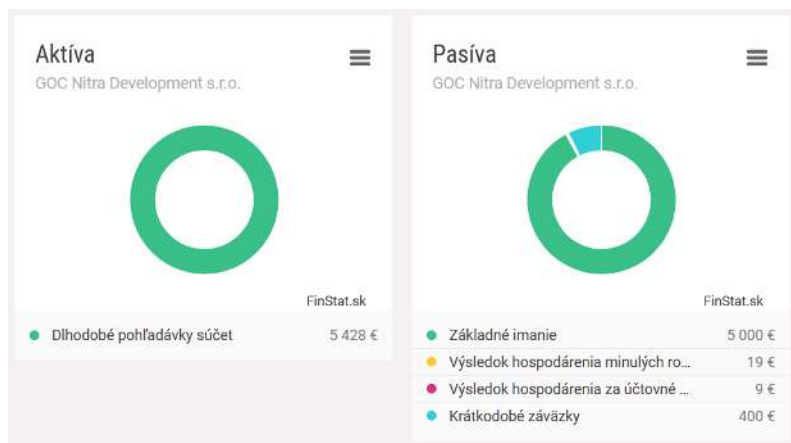 Aktíva
GOC Nitra Development s.r.o.
FinStat.sk
Dlhodobé pohľadávky súčet 5 428 €
Pasíva
GOC Nitra Development s.r.o.
FinStat.sk
Základné imanie 5 000 €
Výsledok hospodárenia minulých ro... 19 €
Výsledok hospodárenia za účtovné ... 9 €
Krátkodobé záväzky 400 €